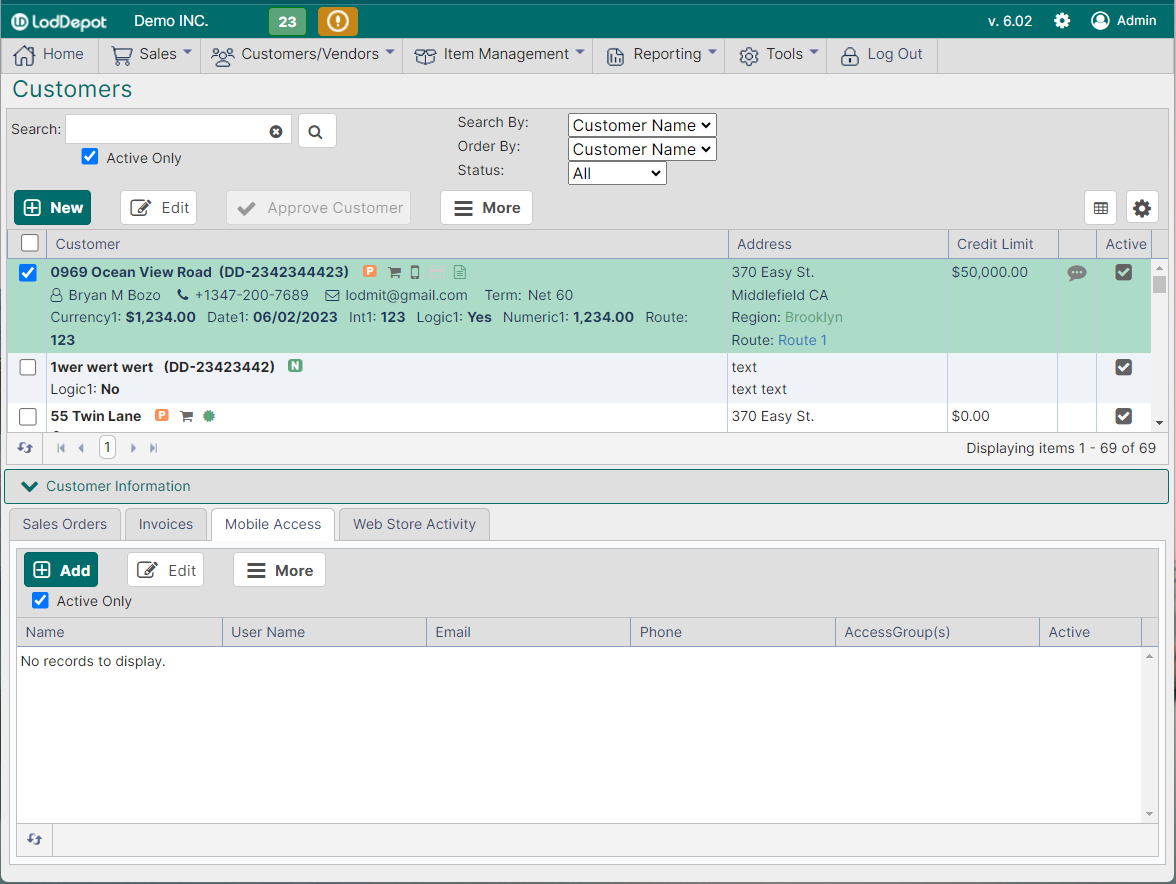 LodDepot Demo INC. 23 v. 6.02 Admin
Home Sales Customers/Vendors Item Management Reporting Tools Log Out
Customers
Search: Search By: Customer Name
Active Only Order By: Customer Name
Status: All
New Edit Approve Customer More
Customer Address Credit Limit Active
0969 Ocean View Road (DD-2342344423) P 370 Easy St. $50,000.00
Bryan M Bozo +1347-200-7689 lodmit@gmail.com Term: Net 60 Middlefield CA
Currency1: $1,234.00 Date1: 06/02/2023 Int1: 123 Logic1: Yes Numeric1: 1,234.00 Route: Region: Brooklyn
123 Route: Route 1
1wer wert wert (DD-23423442) N text
Logic1: No text text
55 Twin Lane P 370 Easy St. $0.00
1 Displaying items 1 - 69 of 69
Customer Information
Sales Orders Invoices Mobile Access Web Store Activity
Add Edit More
Active Only
Name User Name Email Phone AccessGroup(s) Active
No records to display.